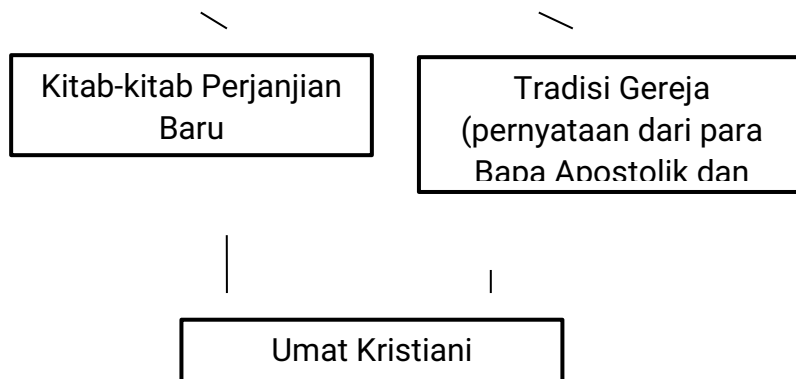 Kitab-kitab Perjanjian
Baru
Tradisi Gereja
(pernyataan dari para
Bapa Apostolik dan
Umat Kristiani